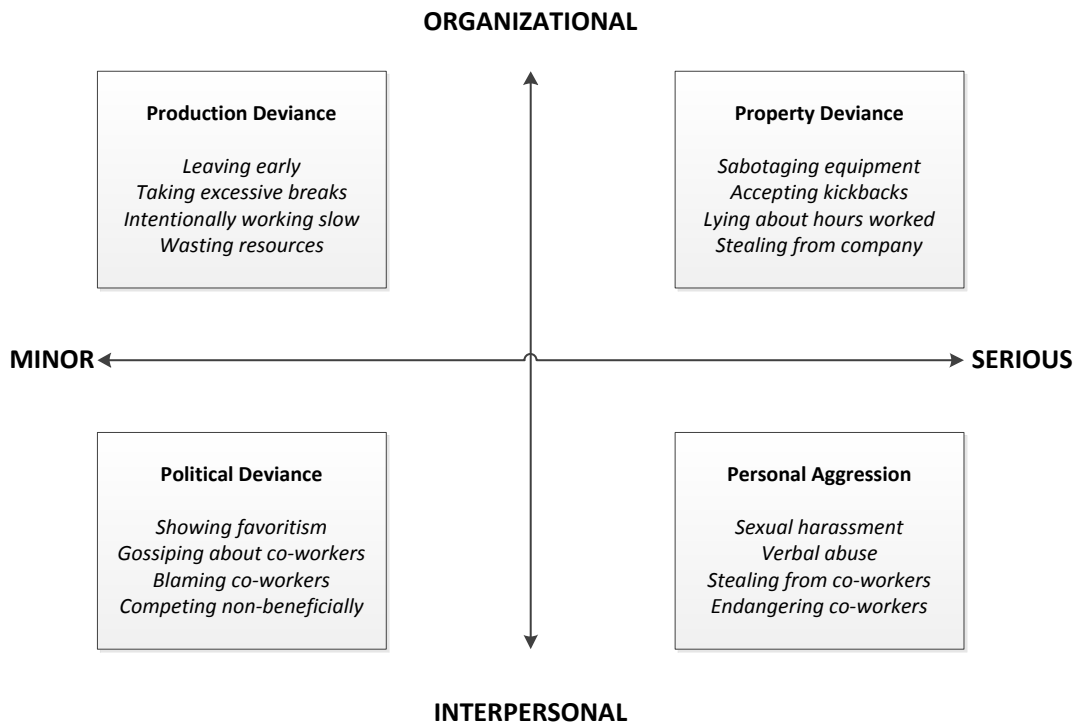 ORGANIZATIONAL
Production Deviance
Leaving early
Taking excessive breaks
Intentionally working slow
Wasting resources
Property Deviance
Sabotaging equipment
Accepting kickbacks
Lying about hours worked
Stealing from company
MINOR
SERIOUS
Political Deviance
Showing favoritism
Gossiping about co-workers
Blaming co-workers
Competing non-beneficially
Personal Aggression
Sexual harassment
Verbal abuse
Stealing from co-workers
Endangering co-workers
INTERPERSONAL